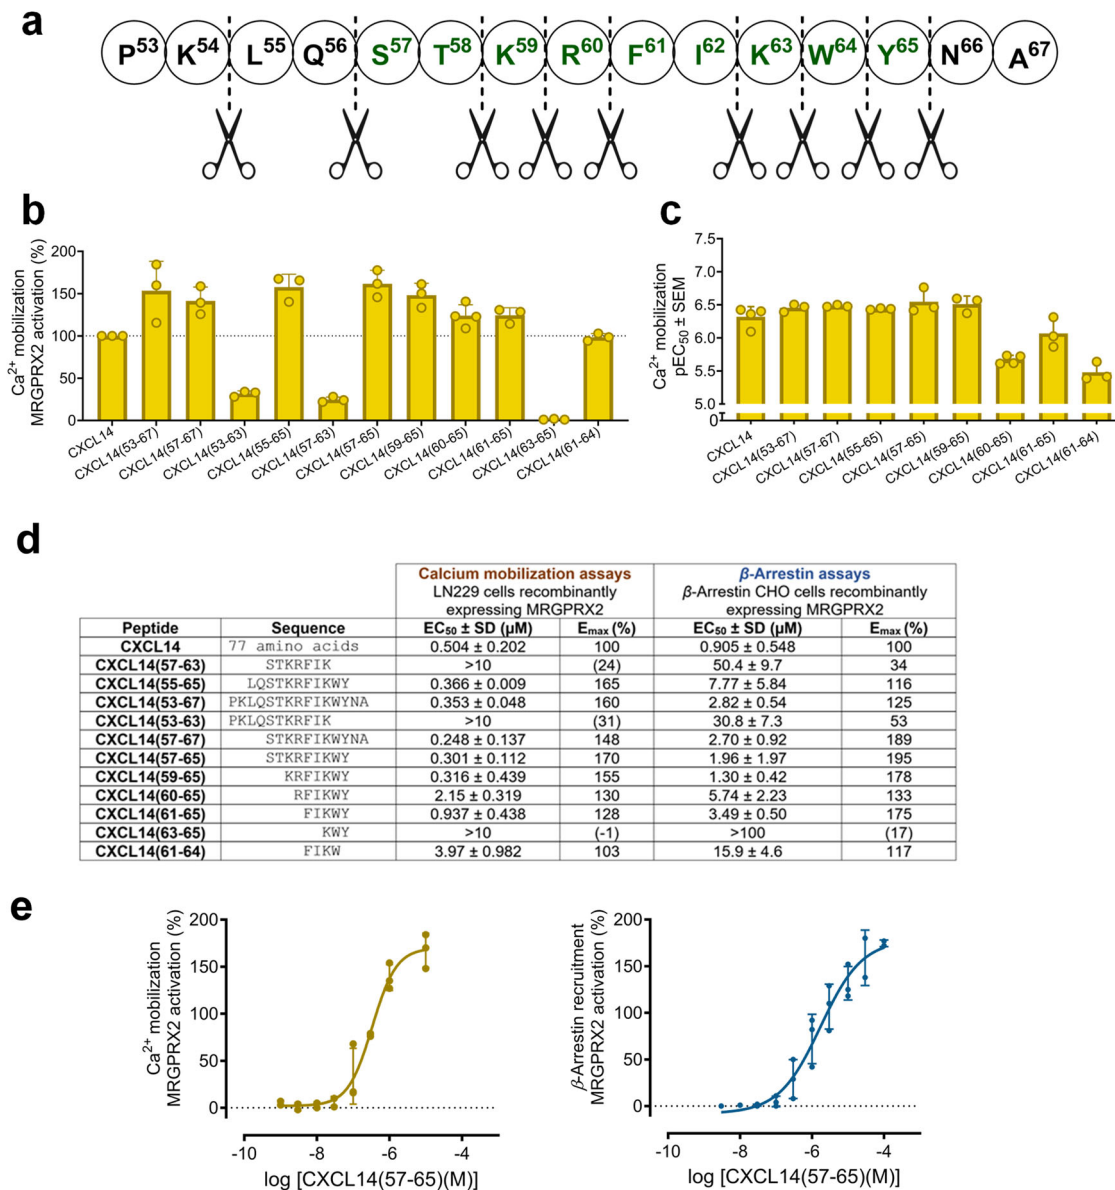 a
P53 K54 L55 Q56 S57 T58 K59 R60 F61 I62 K63 W64 Y65 N66 A67
b
Ca2+ mobilization
MRGPRX2 activation (%)
200
150
100
50
0
CXCL14
CXCL14(53-67)
CXCL14(57-67)
CXCL14(53-63)
CXCL14(55-65)
CXCL14(57-63)
CXCL14(57-65)
CXCL14(59-65)
CXCL14(60-65)
CXCL14(61-65)
CXCL14(63-65)
CXCL14(61-64)
c
Ca2+ mobilization
pEC50 ± SEM
7.5
7.0
6.5
6.0
5.5
5.0
0
CXCL14
CXCL14(53-67)
CXCL14(57-67)
CXCL14(55-65)
CXCL14(57-65)
CXCL14(59-65)
CXCL14(60-65)
CXCL14(61-65)
CXCL14(61-64)
d
Calcium mobilization assays β-Arrestin assays
LN229 cells recombinantly β-Arrestin CHO cells recombinantly
expressing MRGPRX2 expressing MRGPRX2
Peptide Sequence EC50 ± SD (µM) Emax (%) EC50 ± SD (µM) Emax (%)
CXCL14 77 amino acids 0.504 ± 0.202 100 0.905 ± 0.548 100
CXCL14(57-63) STKRFIK >10 (24) 50.4 ± 9.7 34
CXCL14(55-65) LQSTKRFIKWY 0.366 ± 0.009 165 7.77 ± 5.84 116
CXCL14(53-67) PKLQSTKRFIKWYNA 0.353 ± 0.048 160 2.82 ± 0.54 125
CXCL14(53-63) PKLQSTKRFIK >10 (31) 30.8 ± 7.3 53
CXCL14(57-67) STKRFIKWYNA 0.248 ± 0.137 148 2.70 ± 0.92 189
CXCL14(57-65) STKRFIKWY 0.301 ± 0.112 170 1.96 ± 1.97 195
CXCL14(59-65) KRFIKWY 0.316 ± 0.439 155 1.30 ± 0.42 178
CXCL14(60-65) RFIKWY 2.15 ± 0.319 130 5.74 ± 2.23 133
CXCL14(61-65) FIKWY 0.937 ± 0.438 128 3.49 ± 0.50 175
CXCL14(63-65) KWY >10 (-1) >100 (17)
CXCL14(61-64) FIKW 3.97 ± 0.982 103 15.9 ± 4.6 117
e
Ca2+ mobilization
MRGPRX2 activation (%)
200
150
100
50
0
-10 -8 -6 -4
log [CXCL14(57-65)(M)]
β-Arrestin recruitment
MRGPRX2 activation (%)
200
150
100
50
0
-10 -8 -6 -4
log [CXCL14(57-65)(M)]